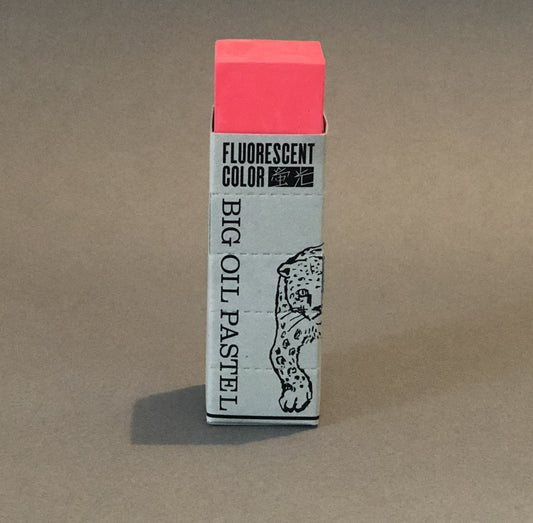 FLUORESCENT
COLOR 蛍光
BIG OIL PASTEL